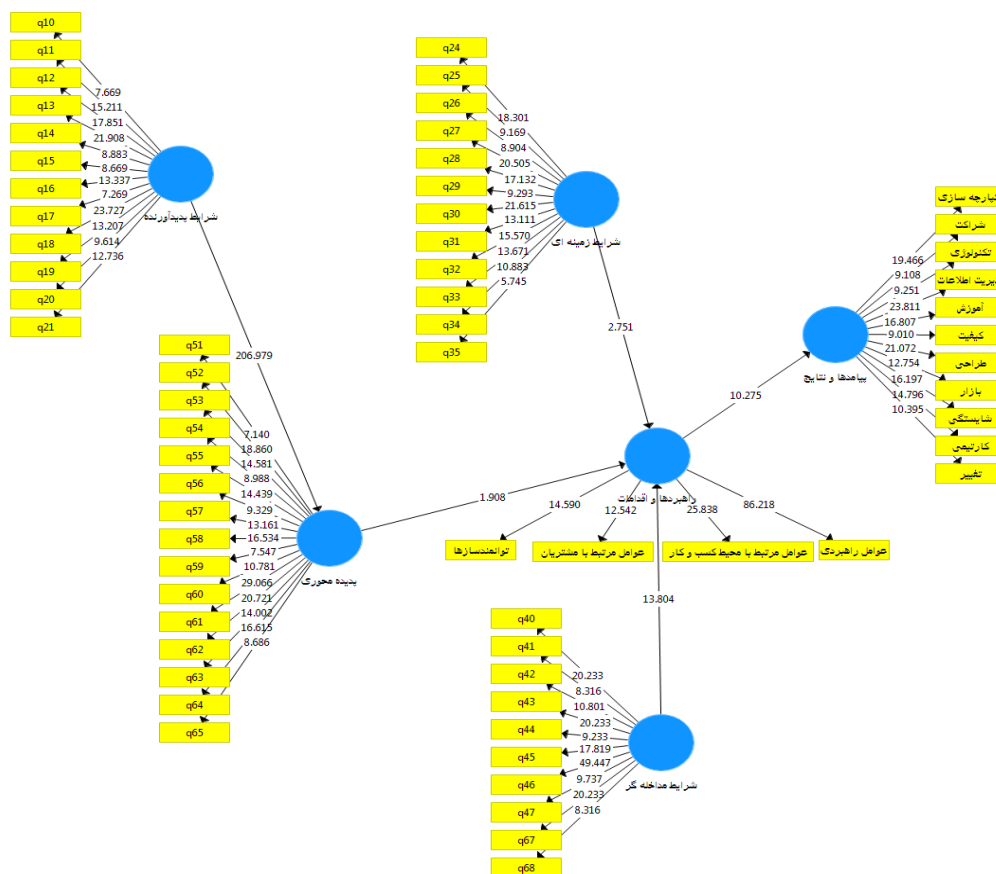 q10
q11
q12
q13
q14
q15
q16
q17
q18
q19
q20
q21
7.669
15.211
17.851
21.908
8.883
8.669
13.337
7.269
23.727
13.207
9.614
12.736
شرایط پدیدآورنده
206.979
q24
q25
q26
q27
q28
q29
q30
q31
q32
q33
q34
q35
18.301
9.169
8.904
20.505
17.132
9.293
21.615
13.111
15.570
13.671
10.883
5.745
شرایط زمینه ای
2.751
یکپارچه سازی
شراکت
تکنولوژی
مدیریت اطلاعات
آموزش
کیفیت
طراحی
بازار
شایستگی
کارتیمی
تغییر
19.466
9.108
9.251
23.811
16.807
9.010
21.072
12.754
16.197
14.796
10.395
پیامدها و نتایج
10.275
q51
q52
q53
q54
q55
q56
q57
q58
q59
q60
q61
q62
q63
q64
q65
7.140
18.860
14.581
8.988
14.439
9.329
13.161
16.534
7.547
10.781
29.066
20.721
14.002
16.615
8.686
پدیده محوری
1.908
راهبردها و اقدامات
14.590
12.542
25.838
86.218
توانمندسازها
عوامل مرتبط با مشتریان
عوامل مرتبط با محیط کسب و کار
عوامل راهبردی
13.804
q40
q41
q42
q43
q44
q45
q46
q47
q67
q68
20.233
8.316
10.801
20.233
9.233
17.819
49.447
9.737
20.233
8.316
شرایط مداخله گر